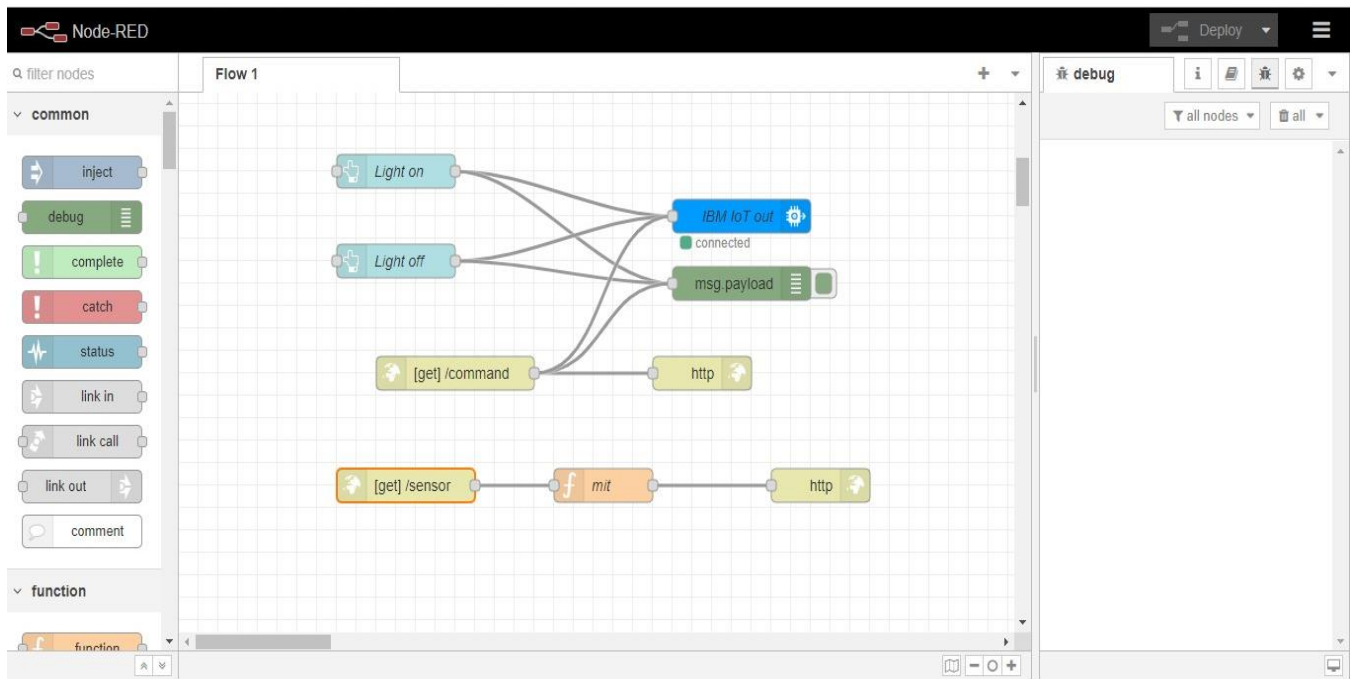 Node-RED
Deploy
filter nodes
Flow 1
debug
all nodes
all
common
inject
debug
complete
catch
status
link in
link call
link out
comment
function
function
Light on
Light off
IBM IoT out
connected
msg.payload
[get] /command
http
[get] /sensor
mit
http